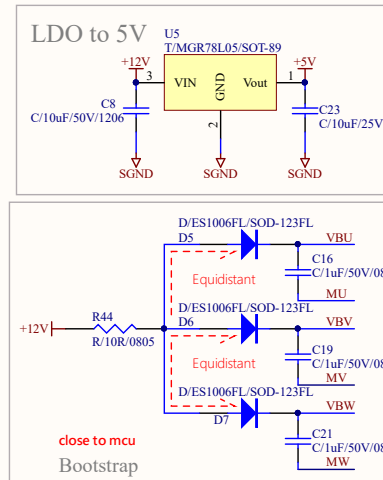 LDO to 5V
U5
T/MGR78L05/SOT-89
+12V
+5V
3
VIN
GND
Vout
1
2
C8
C/10uF/50V/1206
C23
C/10uF/25V
SGND
SGND
SGND
D/ES1006FL/SOD-123FL
D5
VBU
C16
C/1uF/50V/08
Equidistant
MU
D/ES1006FL/SOD-123FL
R44
D6
VBV
+12V
R/10R/0805
C19
C/1uF/50V/08
Equidistant
MV
D/ES1006FL/SOD-123FL
D7
VBW
C21
C/1uF/50V/08
close to mcu
MW
Bootstrap